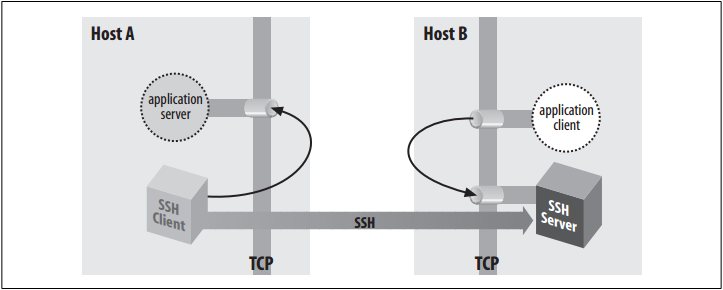 Host A
Host B
application
server
application
client
SSH
Client
SSH
SSH
Server
TCP
TCP